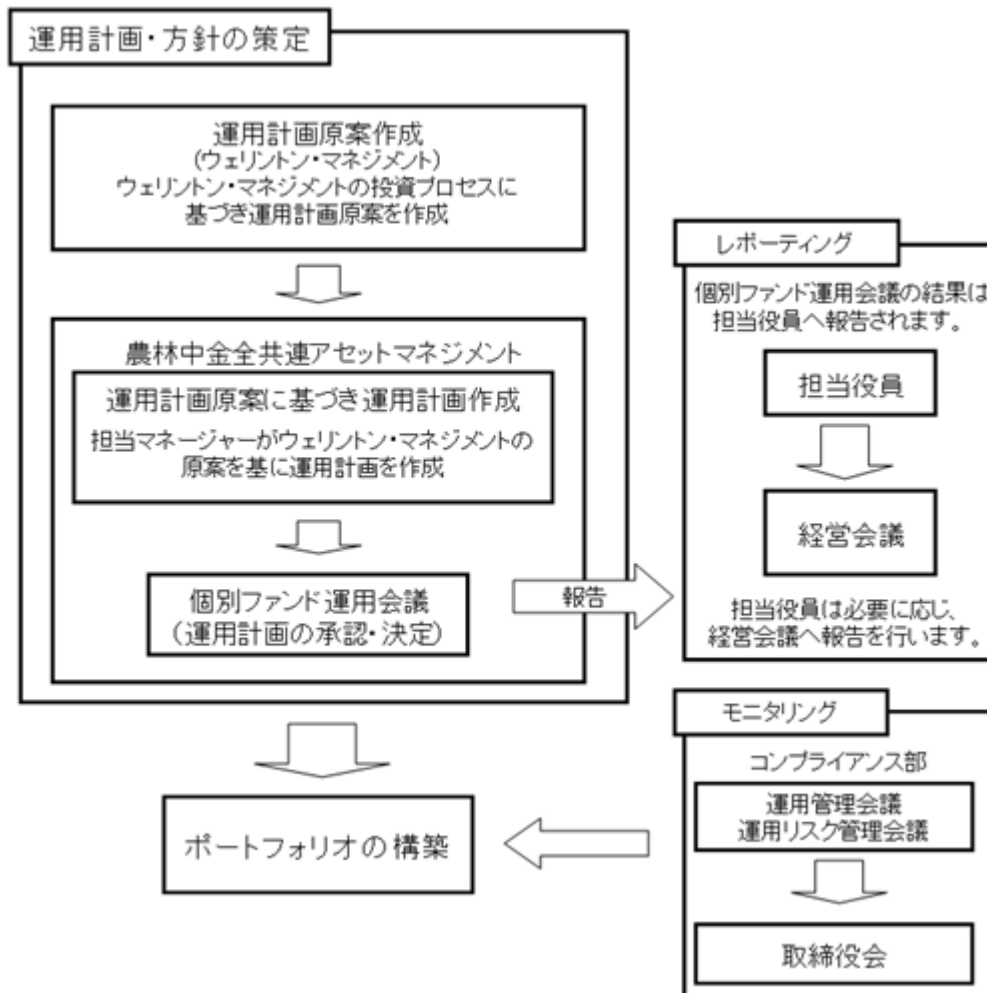 運用計画・方針の策定
運用計画原案作成
(ウェリントン・マネジメント)
ウェリントン・マネジメントの投資プロセスに
基づき運用計画原案を作成
農林中金全共連アセットマネジメント
運用計画原案に基づき運用計画作成
担当マネージャーがウェリントン・マネジメントの
原案を基に運用計画を作成
個別ファンド運用会議
(運用計画の承認・決定)
報告
レポーティング
個別ファンド運用会議の結果は
担当役員へ報告されます。
担当役員
経営会議
担当役員は必要に応じ、
経営会議へ報告を行います。
ポートフォリオの構築
モニタリング
コンプライアンス部
運用管理会議
運用リスク管理会議
取締役会